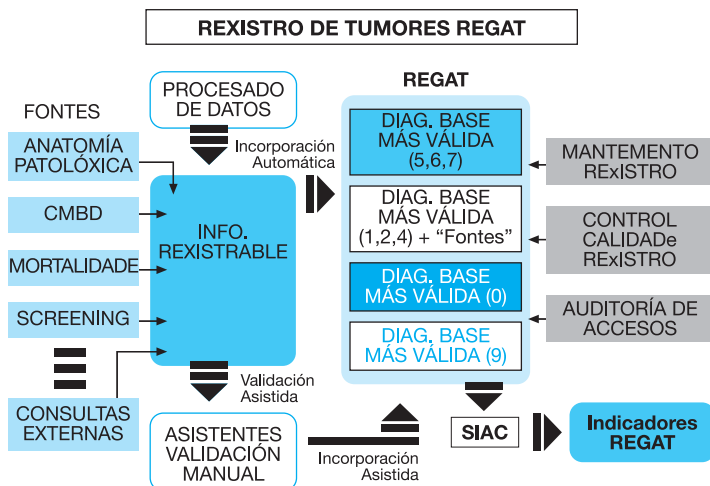 REXISTRO DE TUMORES REGAT
FONTES
ANATOMÍA
PATOLÓXICA
CMBD
MORTALIDADE
SCREENING
CONSULTAS
EXTERNAS
PROCESADO
DE DATOS
Incorporación
Automática
INFO.
REXISTRABLE
Validación
Asistida
ASISTENTES
VALIDACIÓN
MANUAL
Incorporación
Asistida
REGAT
DIAG. BASE
MÁS VÁLIDA
(5,6,7)
DIAG. BASE
MÁS VÁLIDA
(1,2,4) + “Fontes”
DIAG. BASE
MÁS VÁLIDA (0)
DIAG. BASE
MÁS VÁLIDA (9)
MANTEMENTO
RExISTRO
CONTROL
CALIDADe
RExISTRO
AUDITORÍA DE
ACCESOS
SIAC
Indicadores
REGAT